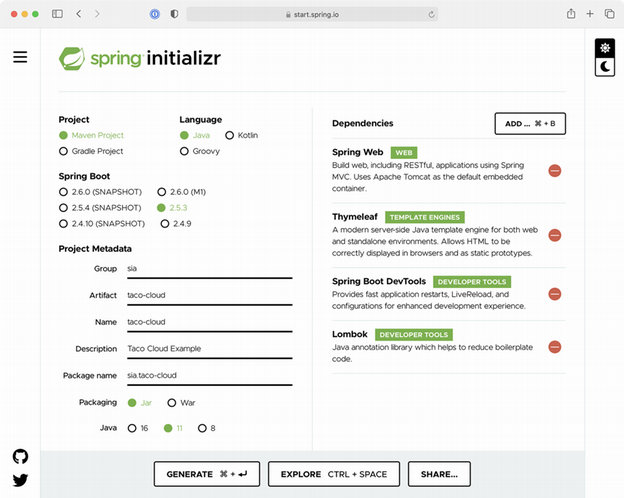 start.spring.io
spring initializr
Project
Maven Project
Gradle Project
Language
Java
Kotlin
Groovy
Spring Boot
2.6.0 (SNAPSHOT)
2.6.0 (M1)
2.5.4 (SNAPSHOT)
2.5.3
2.4.10 (SNAPSHOT)
2.4.9
Project Metadata
Group sia
Artifact taco-cloud
Name taco-cloud
Description Taco Cloud Example
Package name sia.taco-cloud
Packaging Jar War
Java 16 11 8
Dependencies
ADD ... ⌘ + B
Spring Web WEB
Build web, including RESTful, applications using Spring
MVC. Uses Apache Tomcat as the default embedded
container.
Thymeleaf TEMPLATE ENGINES
A modern server-side Java template engine for both web
and standalone environments. Allows HTML to be
correctly displayed in browsers and as static prototypes.
Spring Boot DevTools DEVELOPER TOOLS
Provides fast application restarts, LiveReload, and
configurations for enhanced development experience.
Lombok DEVELOPER TOOLS
Java annotation library which helps to reduce boilerplate
code.
GENERATE ⌘ + ↵
EXPLORE CTRL + SPACE
SHARE...